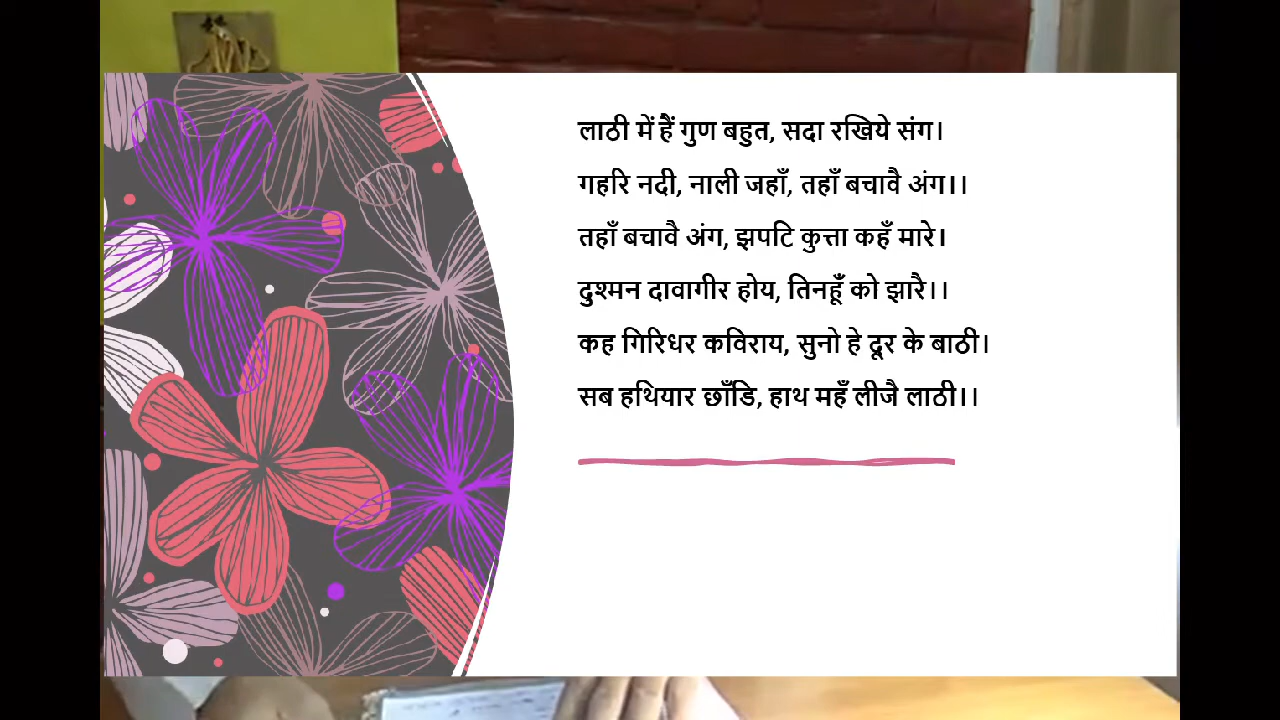 लाठी में हैं गुण बहुत, सदा रखिये संग।
गहरि नदी, नाली जहाँ, तहाँ बचावै अंग।।
तहाँ बचावै अंग, झपटि कुत्ता कहँ मारे।
दुश्मन दावागीर होय, तिनहूँ को झारै।।
कह गिरिधर कविराय, सुनो हे दूर के बाठी।
सब हथियार छाँडि, हाथ महँ लीजै लाठी।।